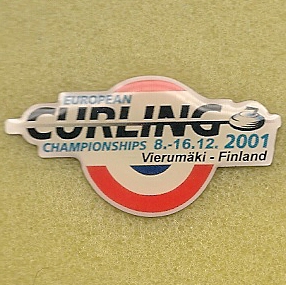 EUROPEAN
CURLING
CHAMPIONSHIPS 8.-16.12. 2001
Vierumäki - Finland